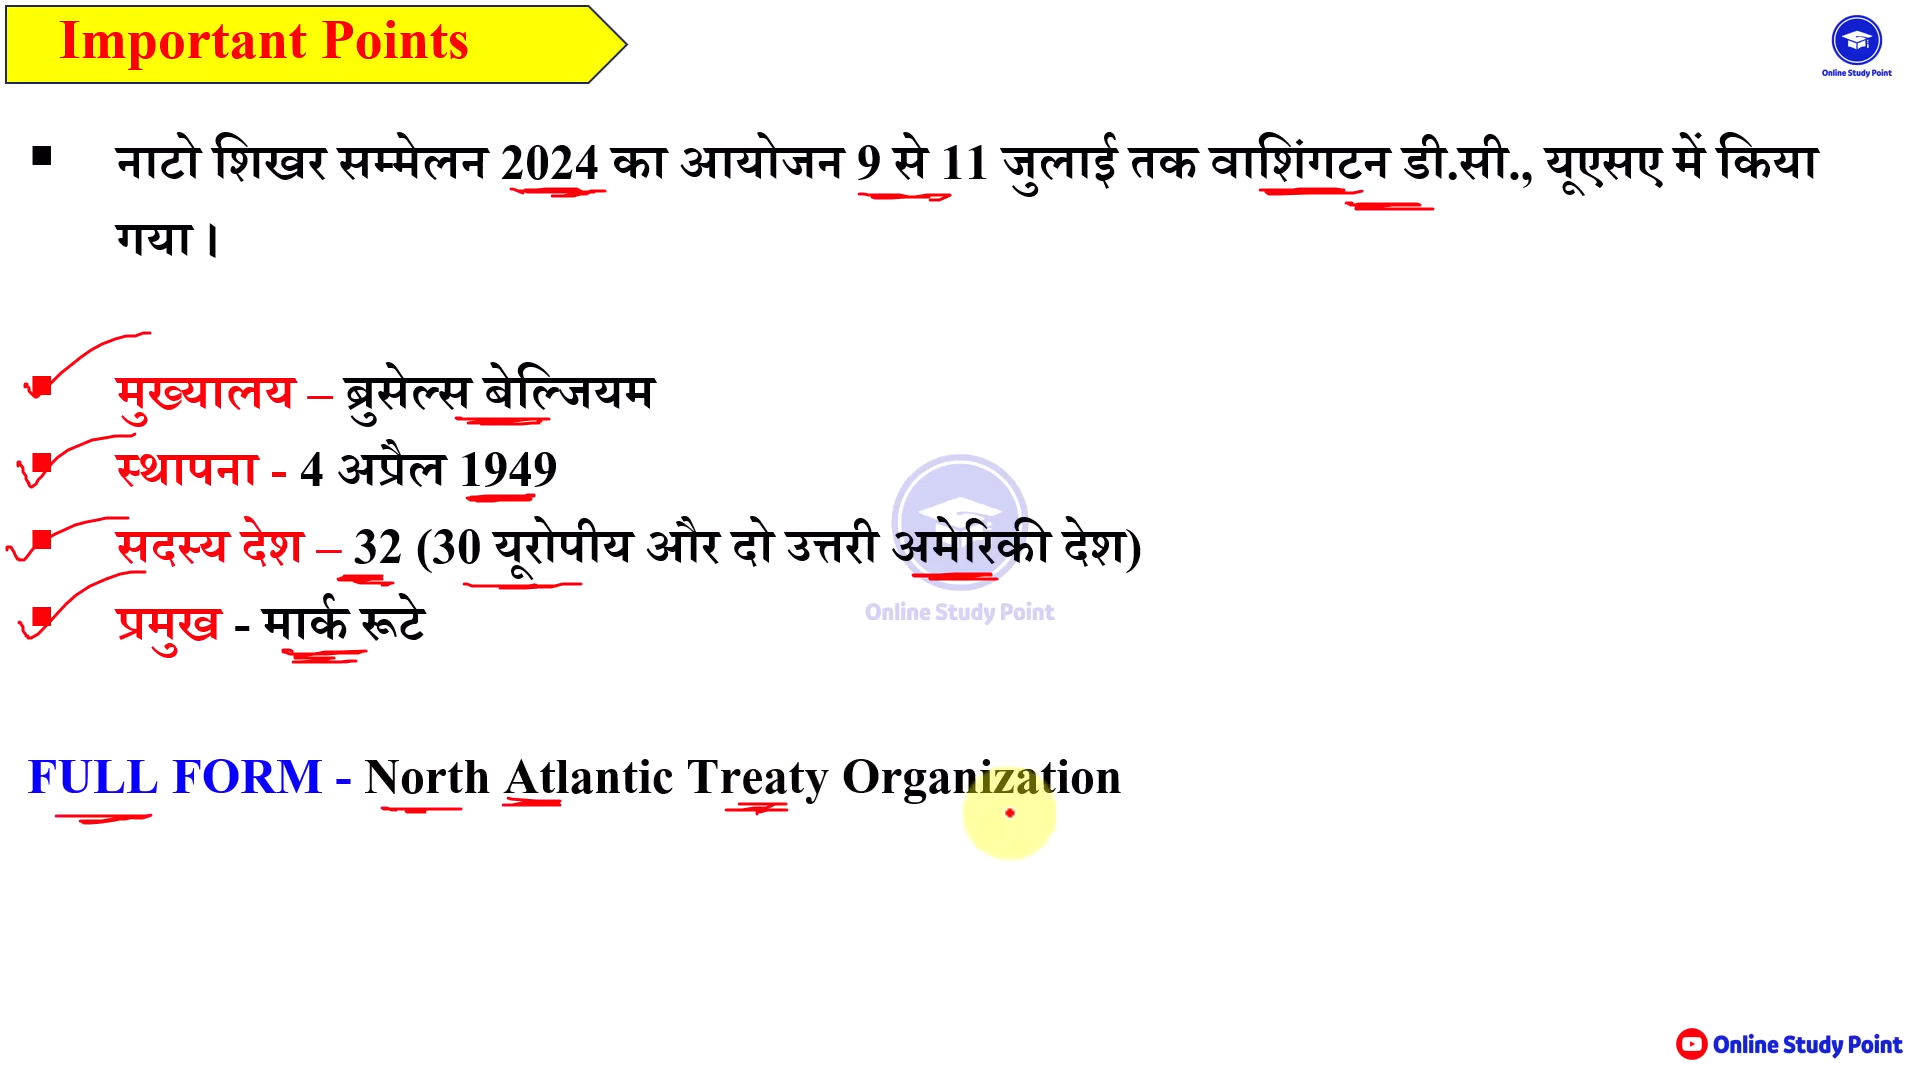 Important Points
Online Study Point
▪ नाटो शिखर सम्मेलन 2024 का आयोजन 9 से 11 जुलाई तक वाशिंगटन डी.सी., यूएसए में किया
गया।
▪ मुख्यालय – ब्रुसेल्स बेल्जियम
▪ स्थापना - 4 अप्रैल 1949
▪ सदस्य देश – 32 (30 यूरोपीय और दो उत्तरी अमेरिकी देश)
▪ प्रमुख - मार्क रूटे
Online Study Point
FULL FORM - North Atlantic Treaty Organization
Online Study Point